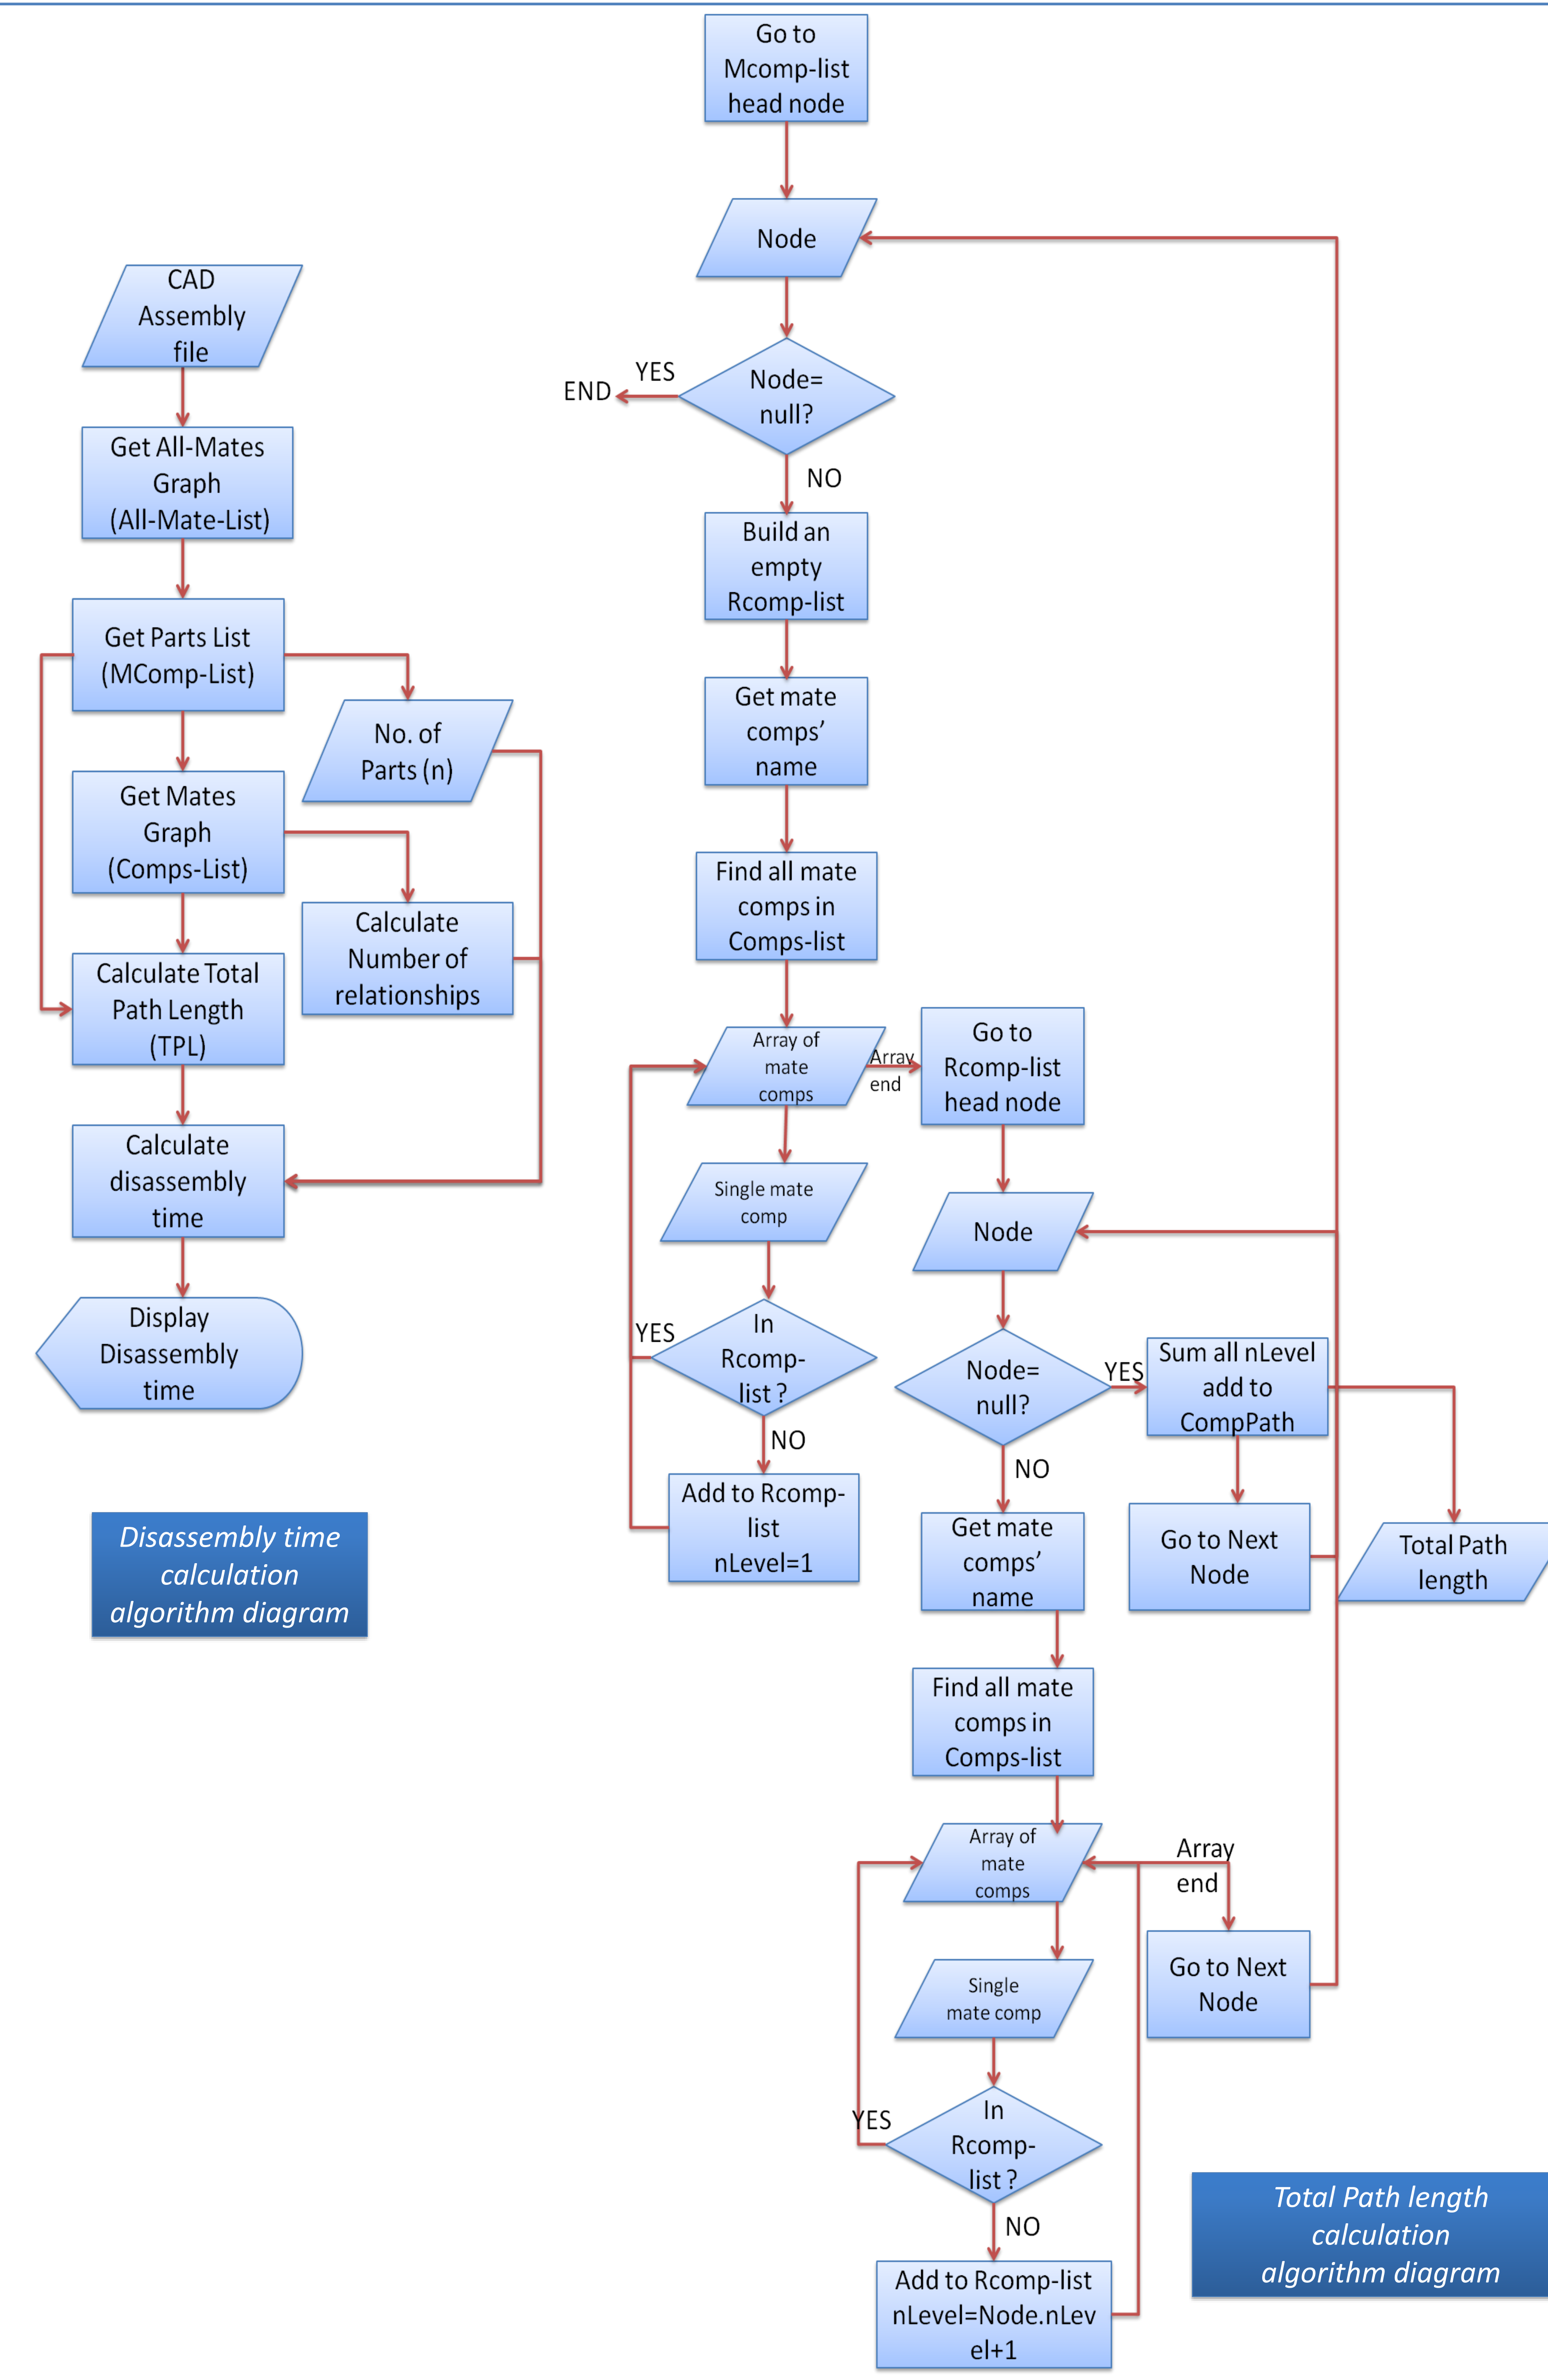 CAD
Assembly
file
Get All-Mates
Graph
(All-Mate-List)
Get Parts List
(MComp-List)
No. of
Parts (n)
Get Mates
Graph
(Comps-List)
Calculate
Number of
relationships
Calculate Total
Path Length
(TPL)
Calculate
disassembly
time
Display
Disassembly
time
Disassembly time
calculation
algorithm diagram
Go to
Mcomp-list
head node
Node
Node=
null?
YES
END
NO
Build an
empty
Rcomp-list
Get mate
comps’
name
Find all mate
comps in
Comps-list
Array of
mate
comps
Array
end
Single mate
comp
In
Rcomp-
list ?
YES
NO
Add to Rcomp-
list
nLevel=1
Go to
Rcomp-list
head node
Node
Node=
null?
YES
Sum all nLevel
add to
CompPath
Go to Next
Node
Total Path
length
NO
Get mate
comps’
name
Find all mate
comps in
Comps-list
Array of
mate
comps
Array
end
Go to Next
Node
Single
mate comp
In
Rcomp-
list ?
YES
NO
Add to Rcomp-list
nLevel=Node.nLev
el+1
Total Path length
calculation
algorithm diagram